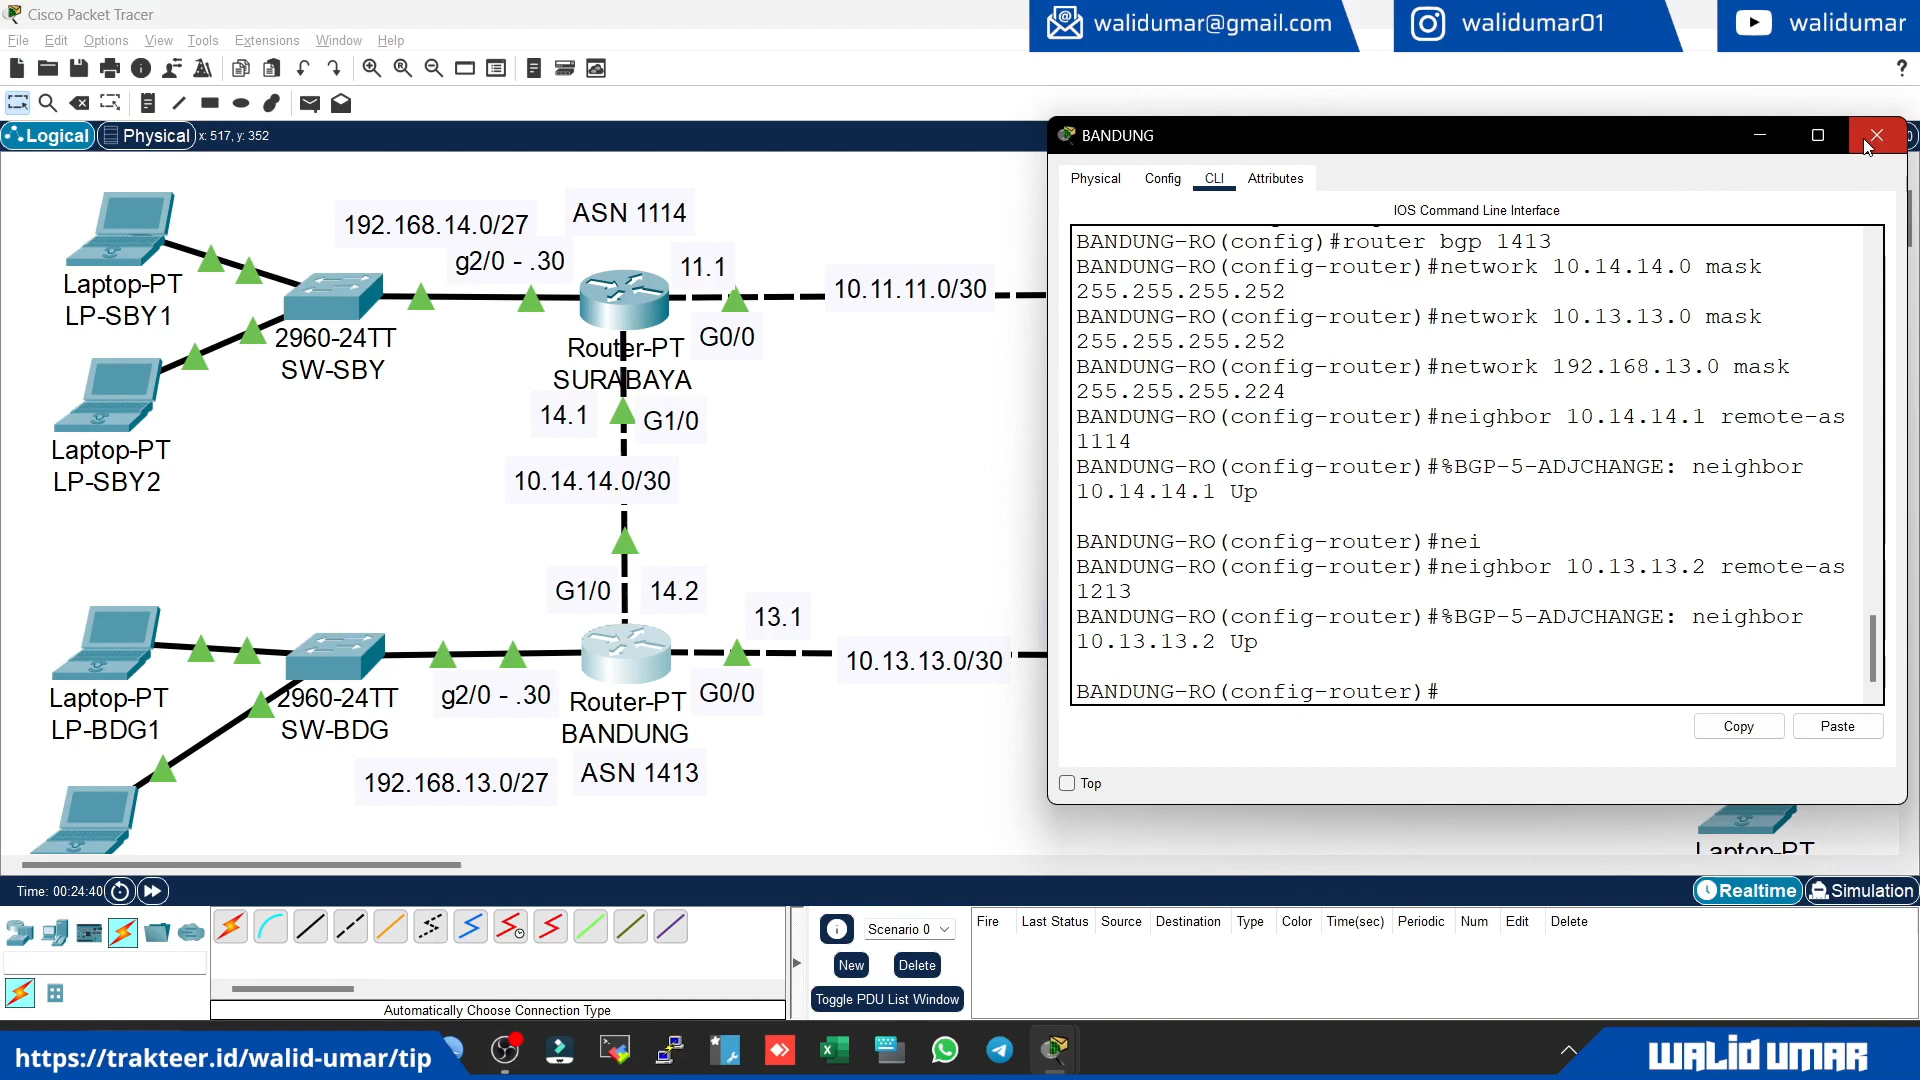 Cisco Packet Tracer
walidumar@gmail.com
walidumar01
walidumar
File Edit Options View Tools Extensions Window Help
?
Logical
Physical
x: 517, y: 352
192.168.14.0/27
ASN 1114
g2/0 - .30
11.1
10.11.11.0/30
Laptop-PT
LP-SBY1
2960-24TT
SW-SBY
Router-PT
SURABAYA
G0/0
14.1
G1/0
Laptop-PT
LP-SBY2
10.14.14.0/30
G1/0
14.2
13.1
10.13.13.0/30
Laptop-PT
LP-BDG1
2960-24TT
SW-BDG
g2/0 - .30
Router-PT
BANDUNG
G0/0
192.168.13.0/27
ASN 1413
BANDUNG
Physical Config CLI Attributes
IOS Command Line Interface
BANDUNG-RO(config)#router bgp 1413
BANDUNG-RO(config-router)#network 10.14.14.0 mask
255.255.255.252
BANDUNG-RO(config-router)#network 10.13.13.0 mask
255.255.255.252
BANDUNG-RO(config-router)#network 192.168.13.0 mask
255.255.255.224
BANDUNG-RO(config-router)#neighbor 10.14.14.1 remote-as
1114
BANDUNG-RO(config-router)#%BGP-5-ADJCHANGE: neighbor
10.14.14.1 Up
BANDUNG-RO(config-router)#nei
BANDUNG-RO(config-router)#neighbor 10.13.13.2 remote-as
1213
BANDUNG-RO(config-router)#%BGP-5-ADJCHANGE: neighbor
10.13.13.2 Up
BANDUNG-RO(config-router)#
Copy Paste
Top
Laptop-PT
Time: 00:24:40
Realtime
Simulation
Scenario 0
New Delete
Toggle PDU List Window
Fire Last Status Source Destination Type Color Time(sec) Periodic Num Edit Delete
Automatically Choose Connection Type
https://trakteer.id/walid-umar/tip
WALID UMAR